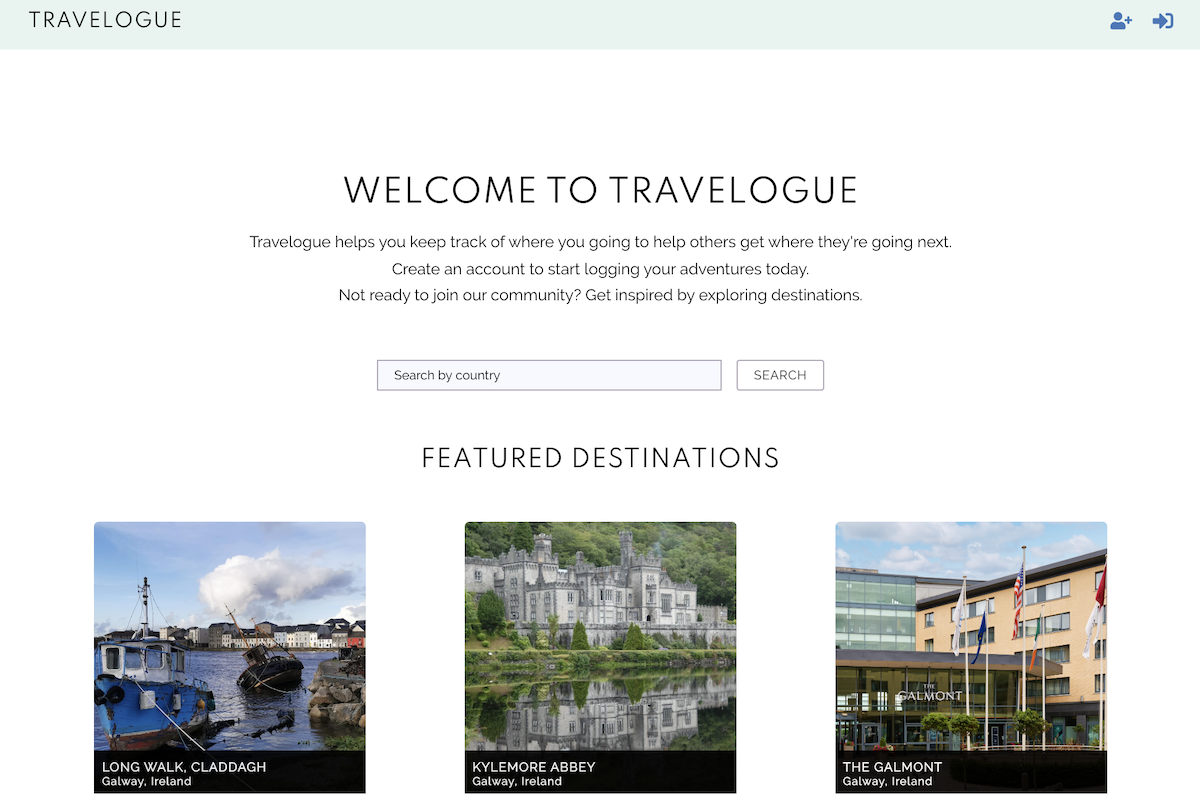 TRAVELOGUE
WELCOME TO TRAVELOGUE
Travelogue helps you keep track of where you going to help others get where they're going next.
Create an account to start logging your adventures today.
Not ready to join our community? Get inspired by exploring destinations.
Search by country
SEARCH
FEATURED DESTINATIONS
THE
GALMONT
LONG WALK, CLADDAGH
Galway, Ireland
KYLEMORE ABBEY
Galway, Ireland
THE GALMONT
Galway, Ireland